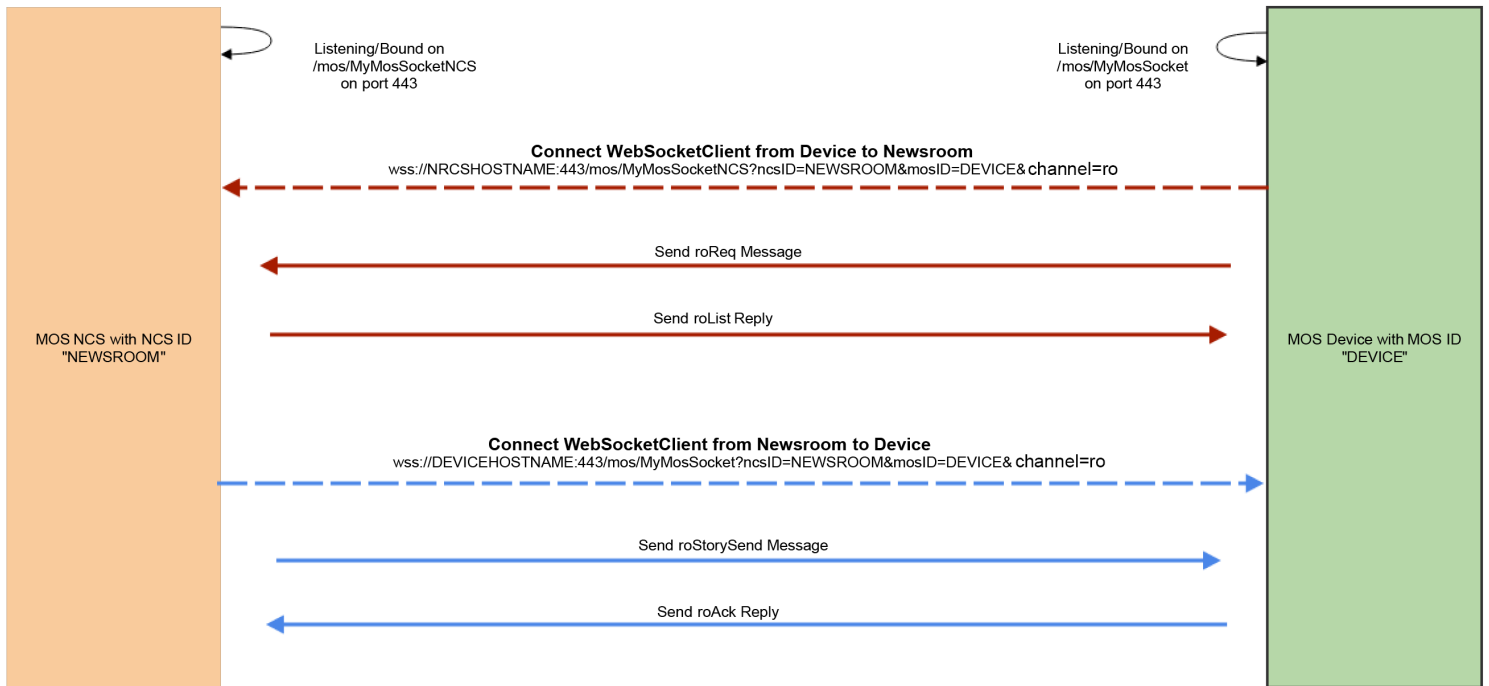 Listening/Bound on
/mos/MyMosSocketNCS
on port 443
Listening/Bound on
/mos/MyMosSocket
on port 443
Connect WebSocketClient from Device to Newsroom
wss://NRCSHOSTNAME:443/mos/MyMosSocketNCS?ncsID=NEWSROOM&mosID=DEVICE& channel=ro
Send roReq Message
Send roList Reply
MOS NCS with NCS ID
"NEWSROOM"
MOS Device with MOS ID
"DEVICE"
Connect WebSocketClient from Newsroom to Device
wss://DEVICEHOSTNAME:443/mos/MyMosSocket?ncsID=NEWSROOM&mosID=DEVICE& channel=ro
Send roStorySend Message
Send roAck Reply